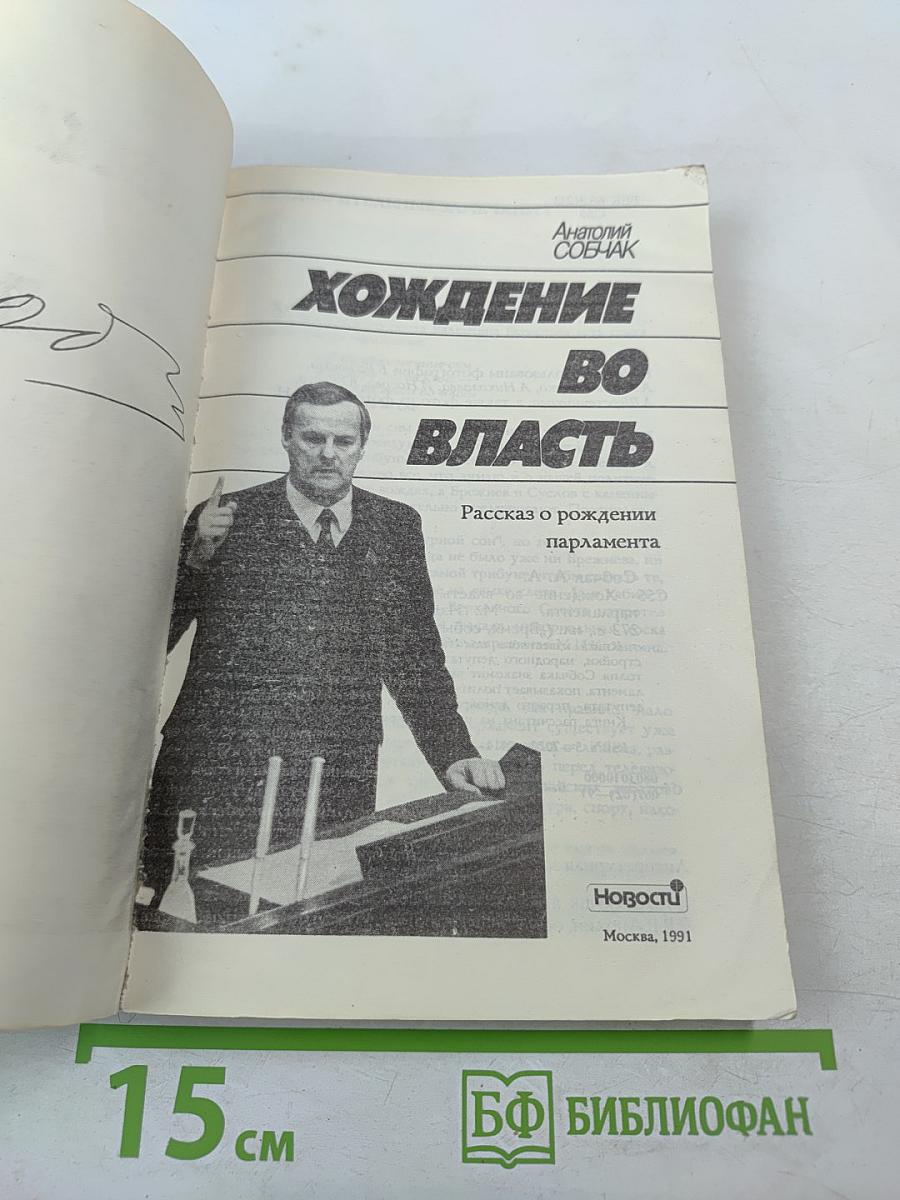 Анатолий
СОБЧАК
ХОЖДЕНИЕ
ВО
ВЛАСТЬ
Рассказ о рождении
парламента
Новости
Москва, 1991
15 см
БФ БИБЛИОФАН